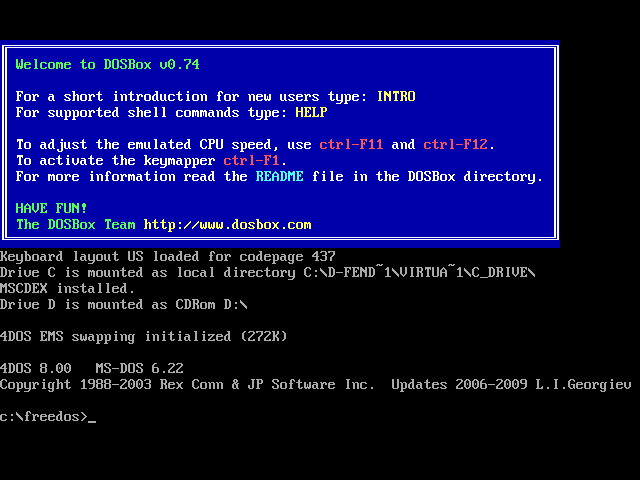 Welcome to DOSBox v0.74
For a short introduction for new users type: INTRO
For supported shell commands type: HELP
To adjust the emulated CPU speed, use ctrl-F11 and ctrl-F12.
To activate the keymapper ctrl-F1.
For more information read the README file in the DOSBox directory.
HAVE FUN!
The DOSBox Team http://www.dosbox.com
Keyboard layout US loaded for codepage 437
Drive C is mounted as local directory C:\D-FEND~1\VIRTUA~1\C_DRIVE\
MSCDEX installed.
Drive D is mounted as CDRom D:\
4DOS EMS swapping initialized (272K)
4DOS 8.00   MS-DOS 6.22
Copyright 1988-2003 Rex Conn & JP Software Inc.  Updates 2006-2009 L.I.Georgiev
c:\freedos>_